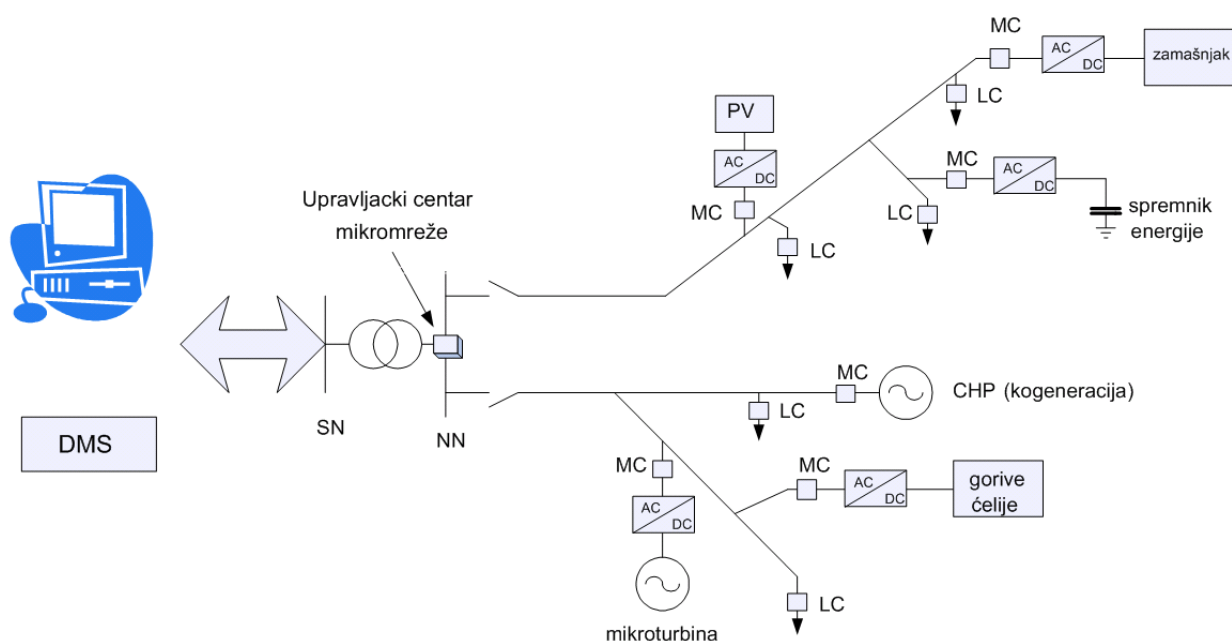 MC
AC
DC
zamašnjak
LC
PV
AC
DC
MC
LC
MC
AC
DC
LC
spremnik
energije
Upravljacki centar
mikromreže
SN
NN
DMS
MC
CHP (kogeneracija)
LC
MC
AC
DC
mikroturbina
MC
AC
DC
gorive
ćelije
LC